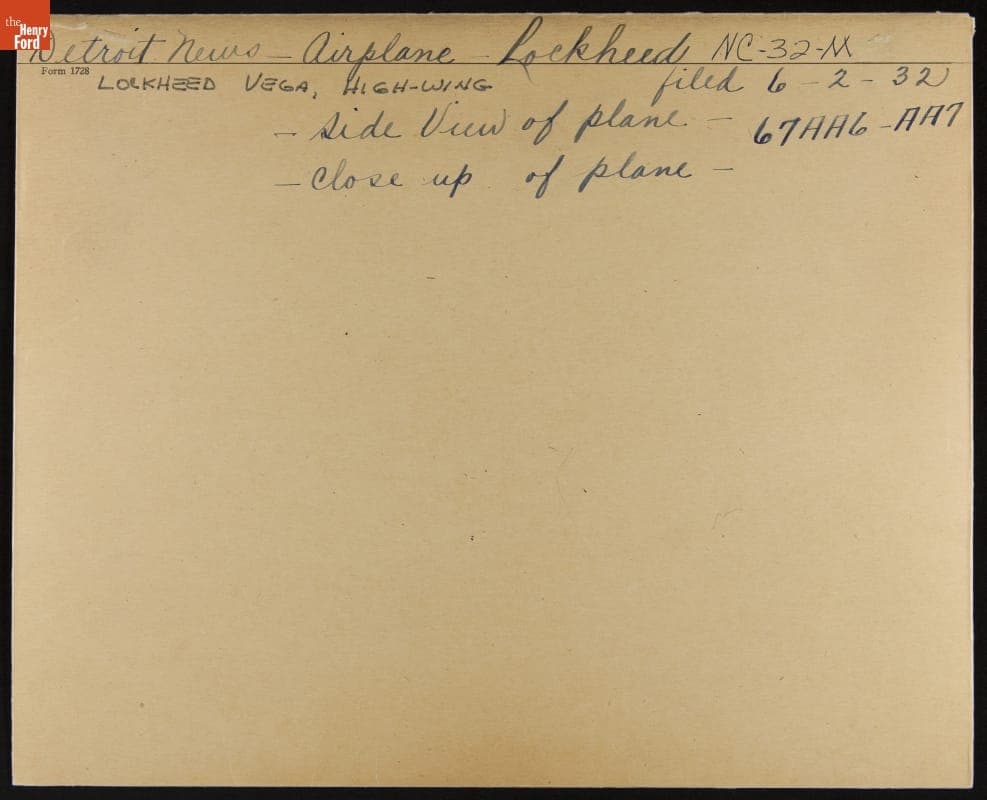 the
Henry
Ford
Detroit News - Airplane - Lockheed NC-32-M
Form 1728
LOCKHEED VEGA, HIGH-WING filed 6-2-32
- Side View of plane - 67AA6-AA7
- Close up of plane -